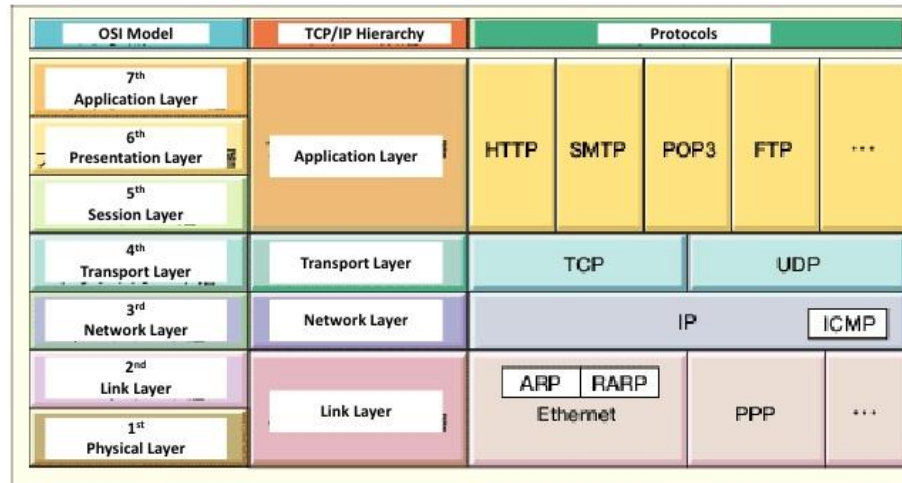 OSI Model
TCP/IP Hierarchy
Protocols
7th
Application Layer
6th
Presentation Layer
5th
Session Layer
Application Layer
HTTP
SMTP
POP3
FTP
...
4th
Transport Layer
Transport Layer
TCP
UDP
3rd
Network Layer
Network Layer
IP
ICMP
2nd
Link Layer
1st
Physical Layer
Link Layer
ARP
RARP
Ethernet
PPP
...